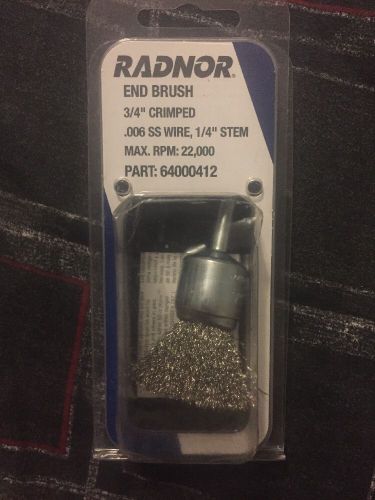 RADNOR®
END BRUSH
3/4" CRIMPED
.006 SS WIRE, 1/4" STEM
MAX. RPM: 22,000
PART: 64000412